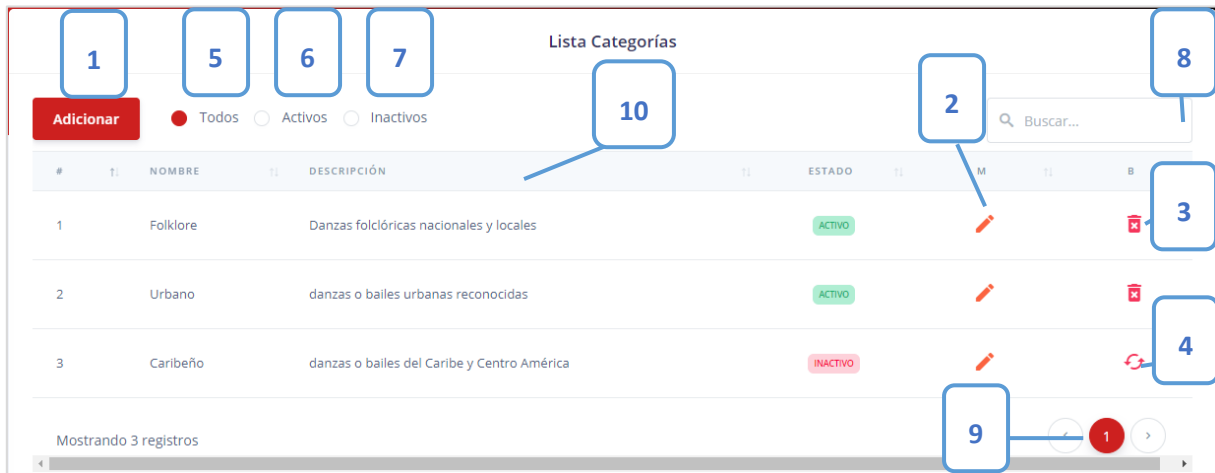 Lista Categorías
1 5 6 7 8
10 2
Adicionar Todos Activos Inactivos Buscar...
# NOMBRE DESCRIPCIÓN ESTADO M B
1 Folklore Danzas folclóricas nacionales y locales ACTIVO 3
2 Urbano danzas o bailes urbanas reconocidas ACTIVO
3 Caribeño danzas o bailes del Caribe y Centro América INACTIVO 4
Mostrando 3 registros 9 1